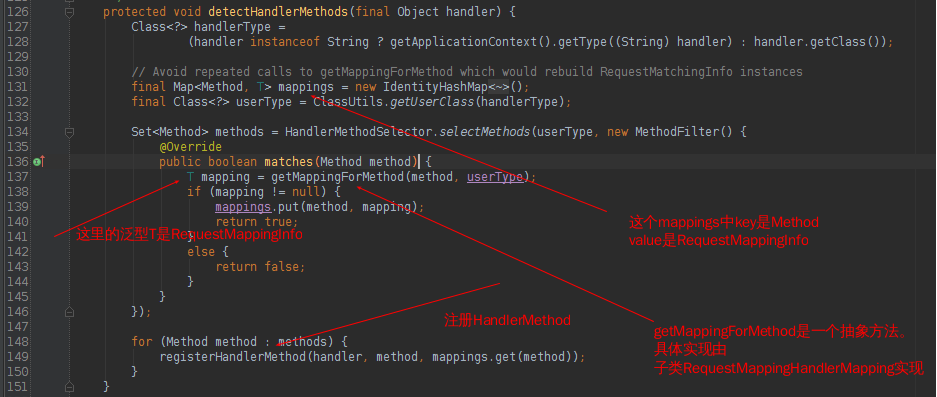 126 protected void detectHandlerMethods(final Object handler) {
127 Class<?> handlerType =
128 (handler instanceof String ? getApplicationContext().getType((String) handler) : handler.getClass());
129
130 // Avoid repeated calls to getMappingForMethod which would rebuild RequestMatchingInfo instances
131 final Map<Method, T> mappings = new IdentityHashMap<~>();
132 final Class<?> userType = ClassUtils.getUserClass(handlerType);
133
134 Set<Method> methods = HandlerMethodSelector.selectMethods(userType, new MethodFilter() {
135 @Override
136 public boolean matches(Method method) {
137 T mapping = getMappingForMethod(method, userType);
138 if (mapping != null) {
139 mappings.put(method, mapping);
140 return true;
141 }
142 else {
143 return false;
144 }
145 }
146 });
147
148 for (Method method : methods) {
149 registerHandlerMethod(handler, method, mappings.get(method));
150 }
151 }
这个mappings中key是Method
value是RequestMappingInfo
这里的泛型T是RequestMappingInfo
注册HandlerMethod
getMappingForMethod是一个抽象方法。
具体实现由
子类RequestMappingHandlerMapping实现